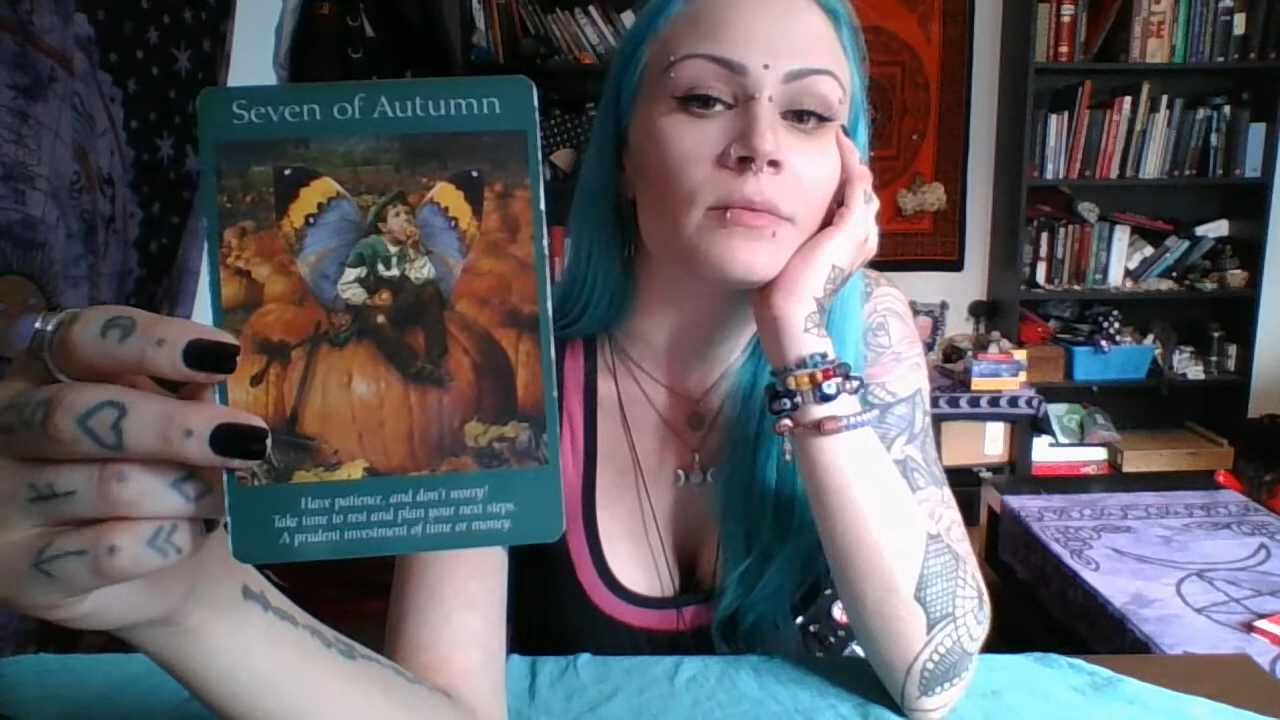 Seven of Autumn
Have patience, and don't worry!
Take time to rest and plan your next steps.
A prudent investment of time or money.